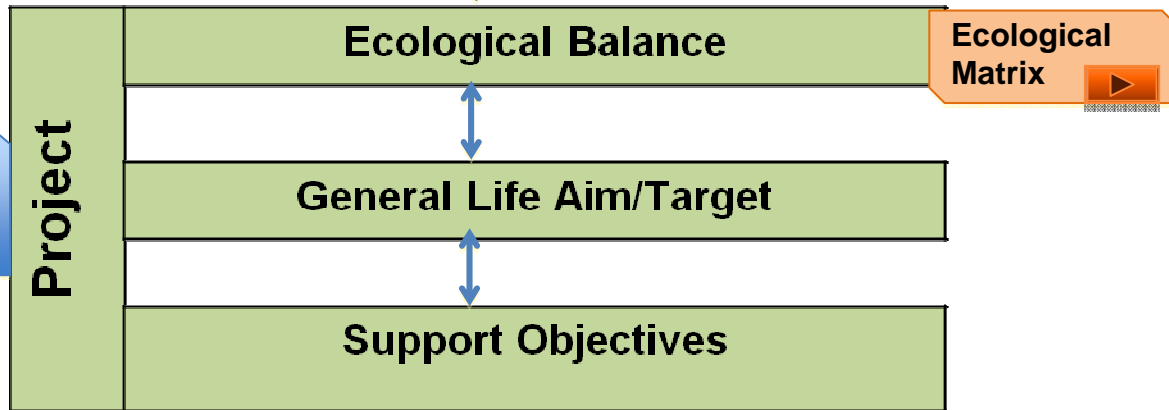 Project
Ecological Balance
Ecological
Matrix
General Life Aim/Target
Support Objectives